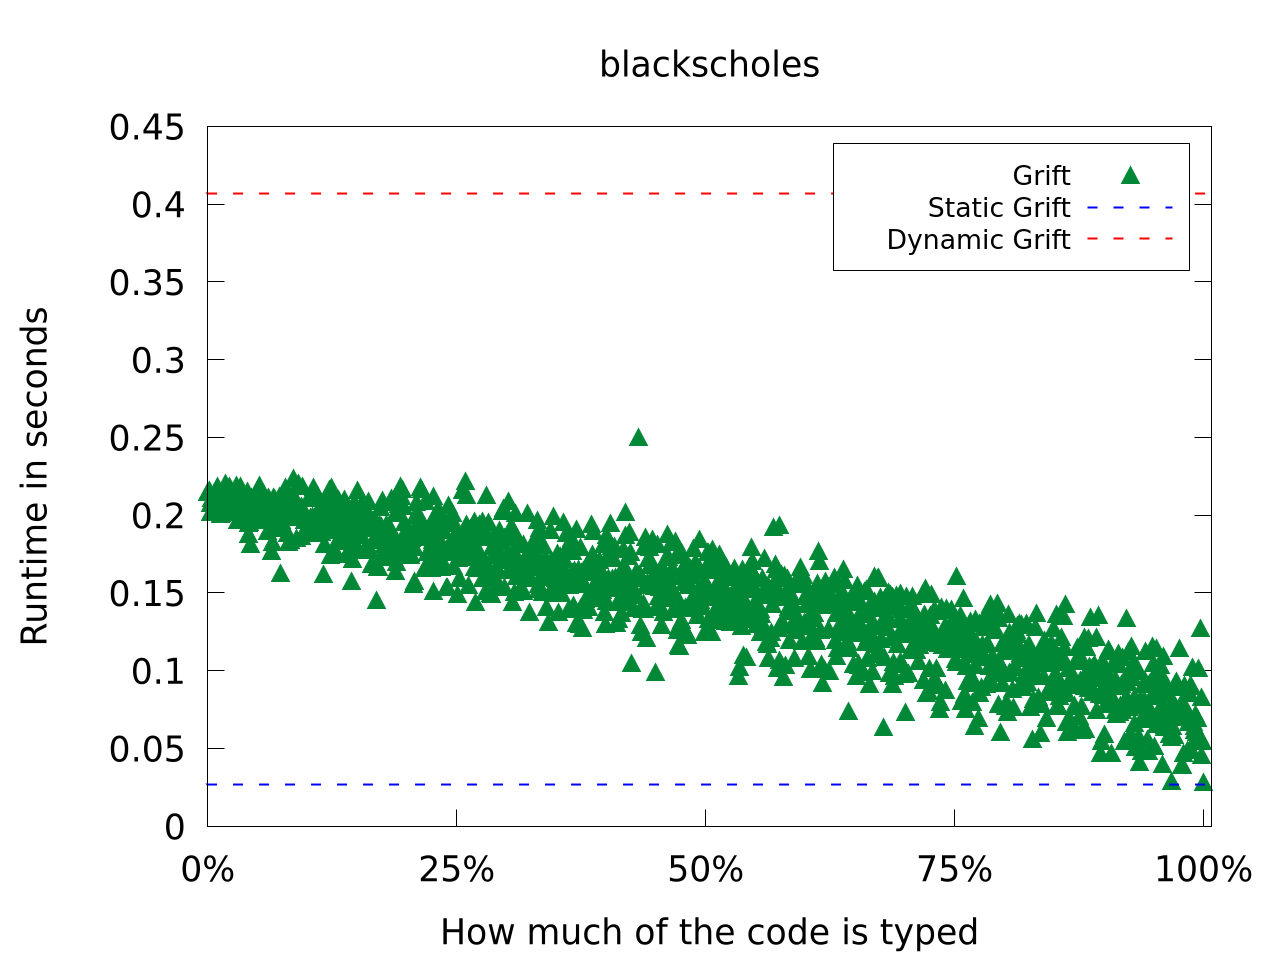 blackscholes
0.45
0.4
0.35
0.3
0.25
0.2
0.15
0.1
0.05
0
Runtime in seconds
Grift
Static Grift
Dynamic Grift
0% 25% 50% 75% 100%
How much of the code is typed